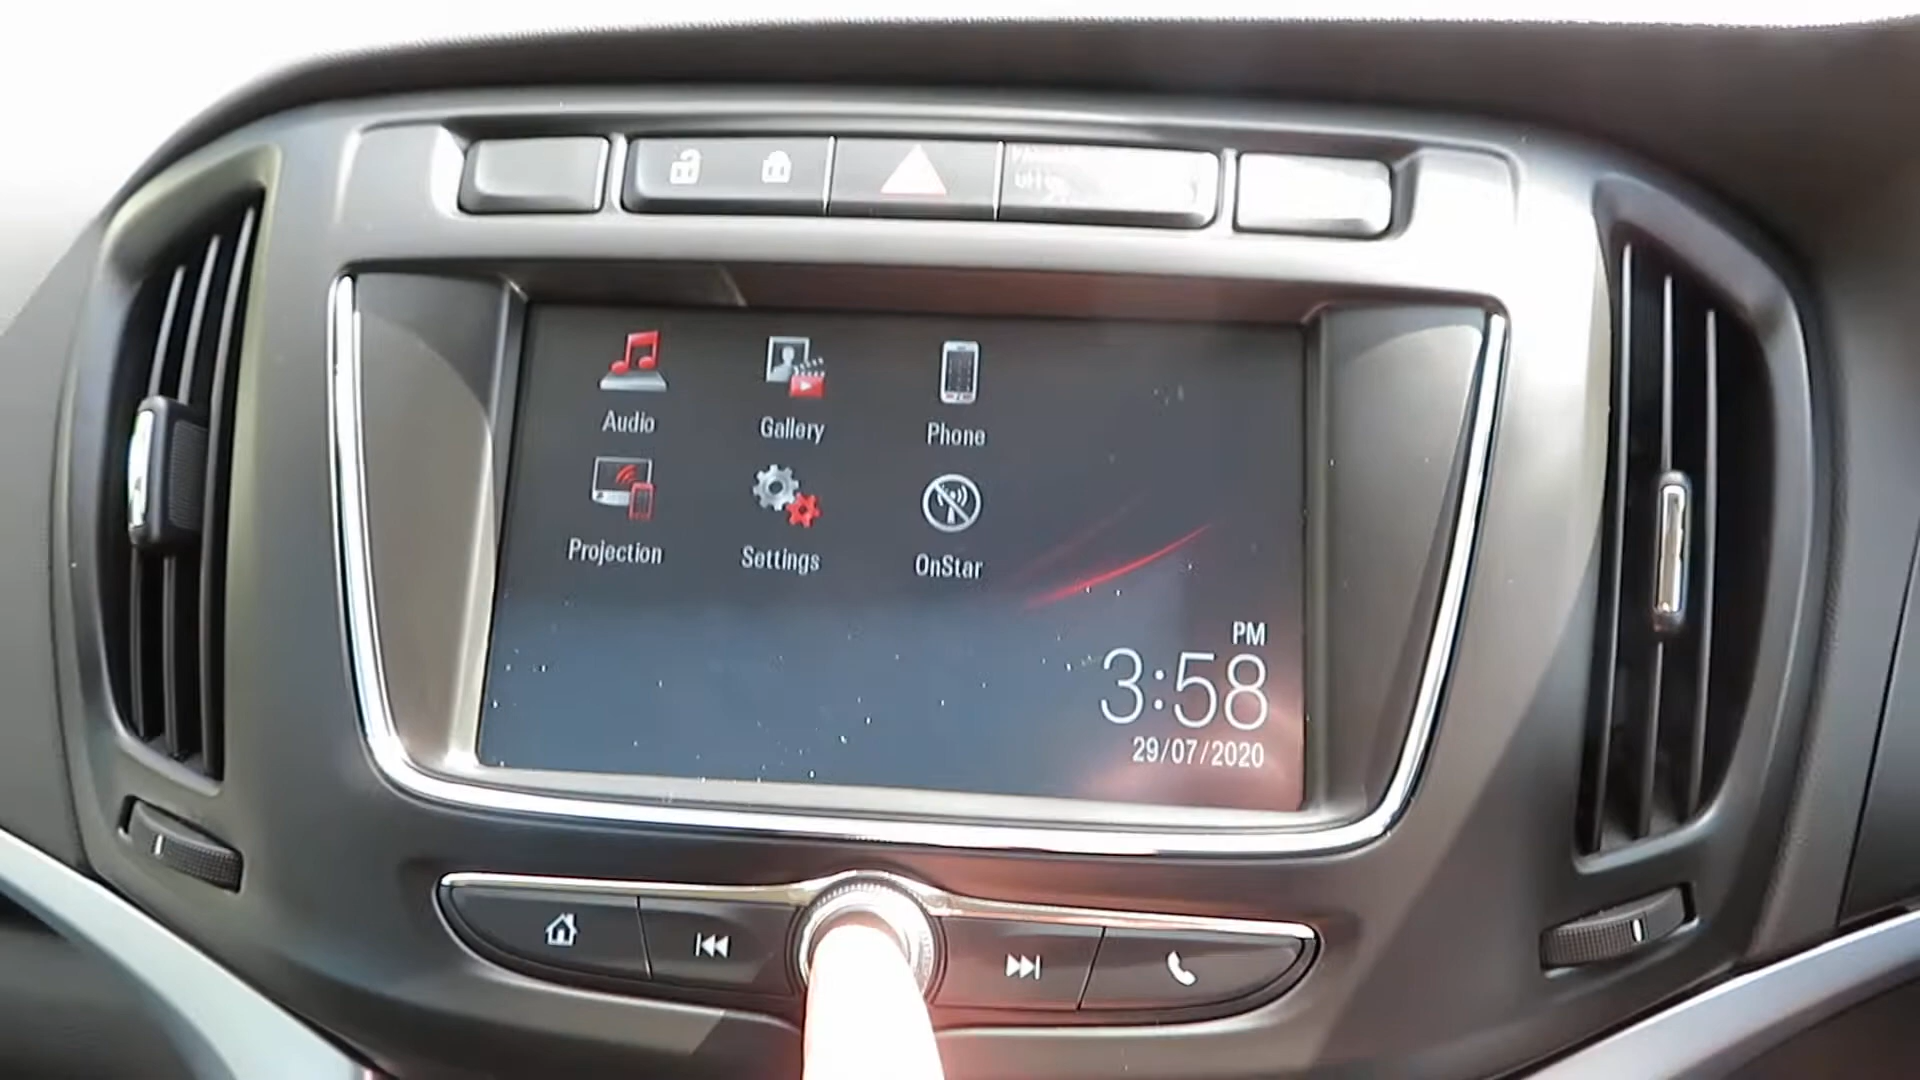 Audio
Gallery
Phone
Projection
Settings
OnStar
PM
3:58
29/07/2020